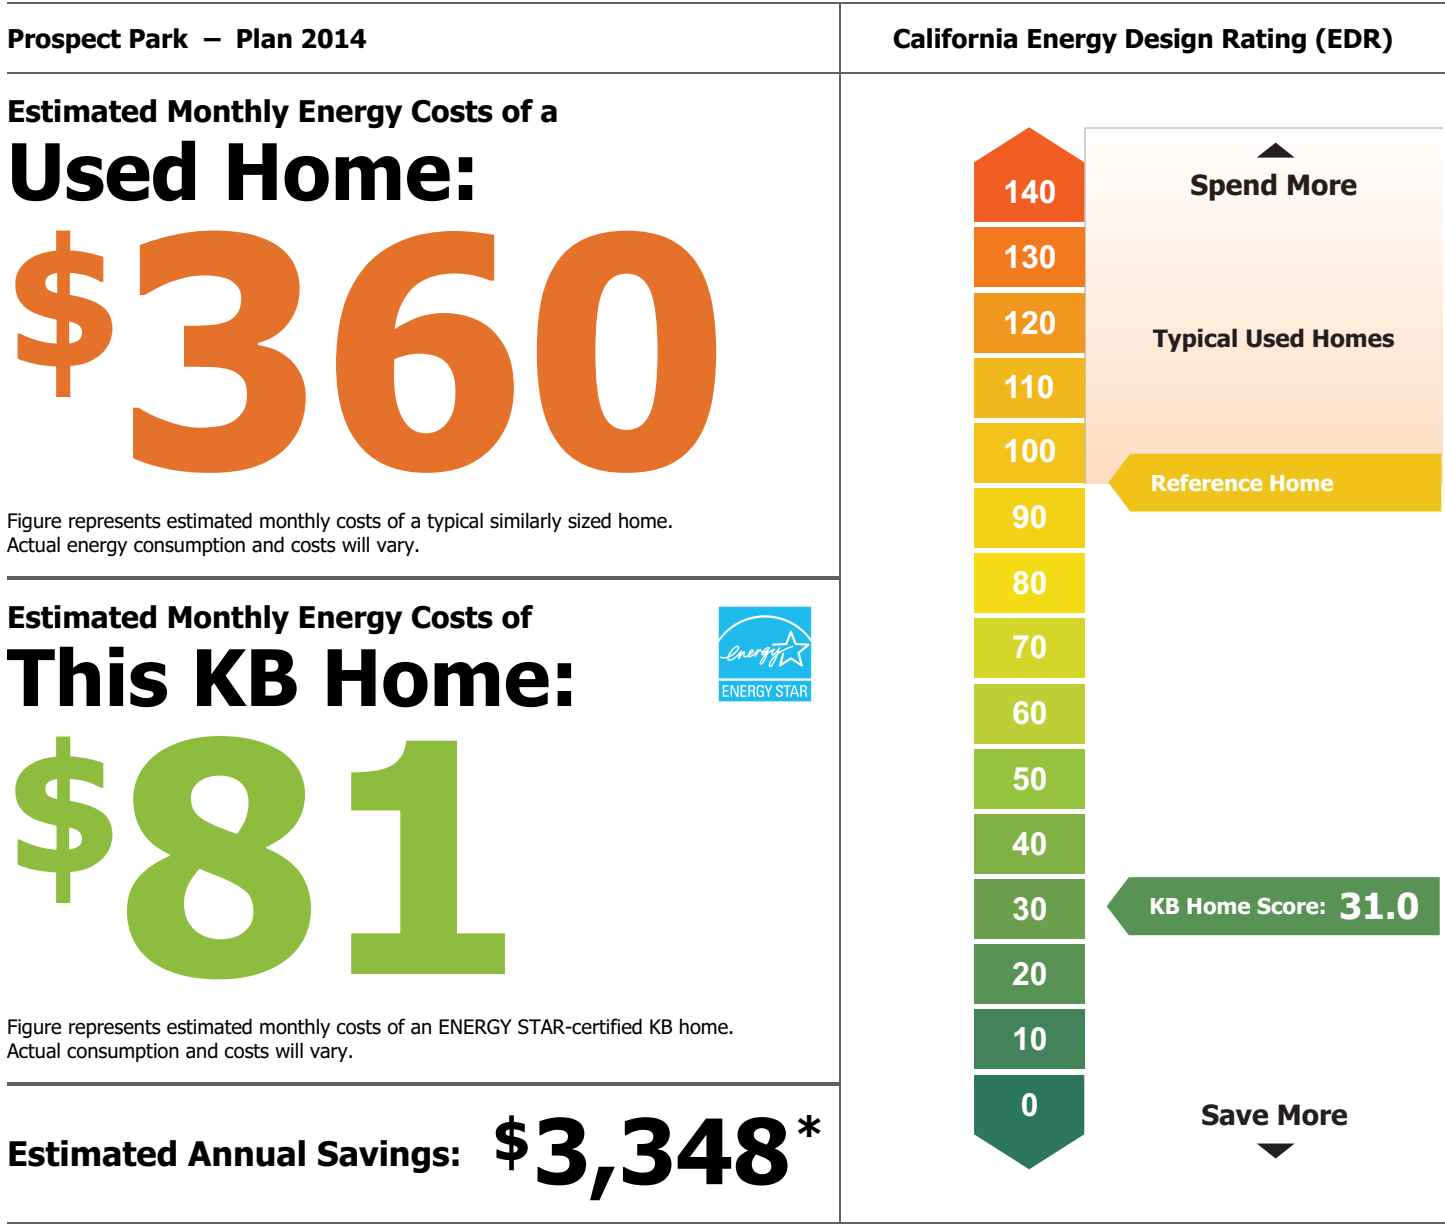 Prospect Park – Plan 2014
Estimated Monthly Energy Costs of a
Used Home:
$360
Figure represents estimated monthly costs of a typical similarly sized home.
Actual energy consumption and costs will vary.
Estimated Monthly Energy Costs of
This KB Home:
energy
ENERGY STAR
$81
Figure represents estimated monthly costs of an ENERGY STAR-certified KB home.
Actual consumption and costs will vary.
Estimated Annual Savings: $3,348*
California Energy Design Rating (EDR)
Spend More
140
130
120
Typical Used Homes
110
100
Reference Home
90
80
70
60
50
40
30
KB Home Score: 31.0
20
10
0
Save More